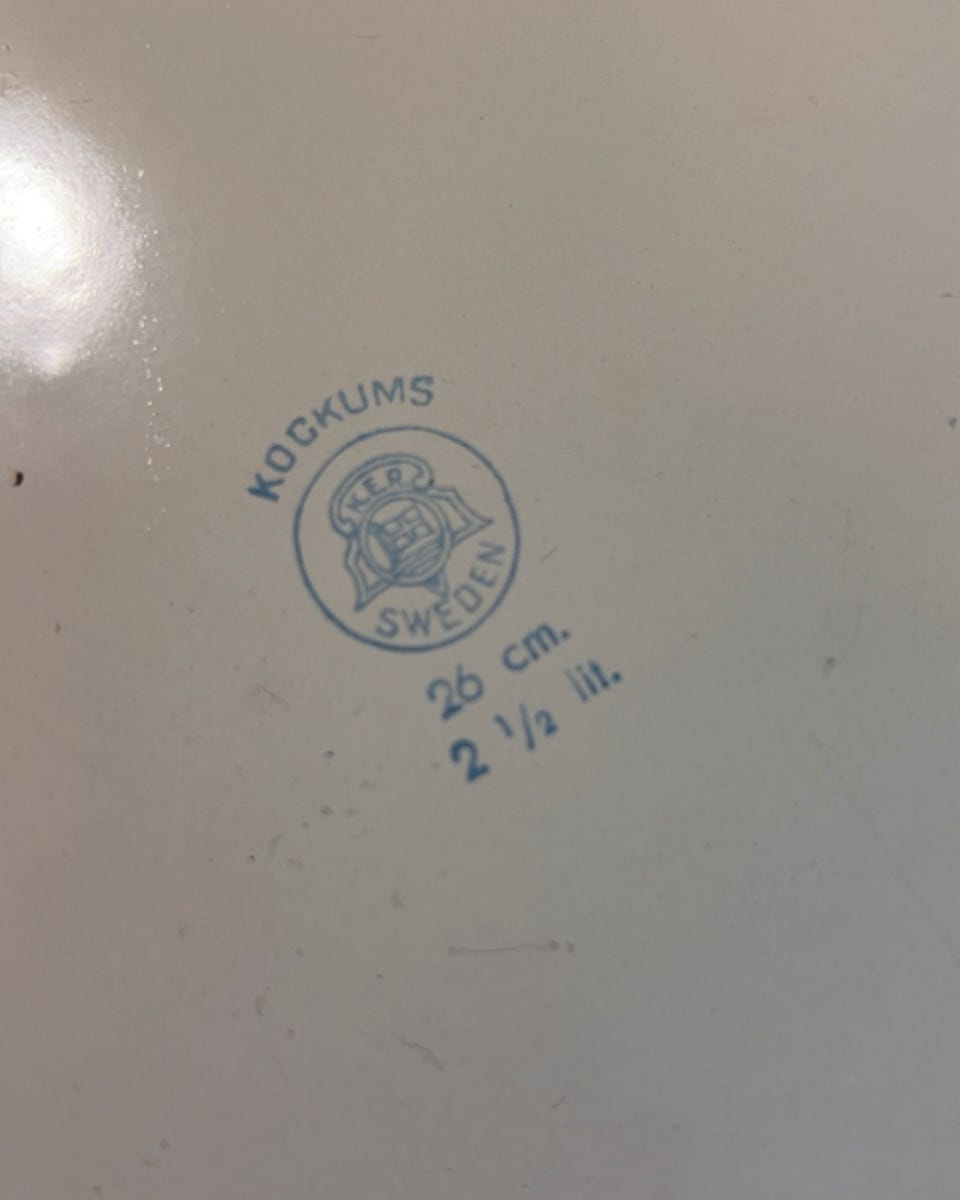 KOCKUMS
KER
SWEDEN
26 cm.
2 1/2 lit.